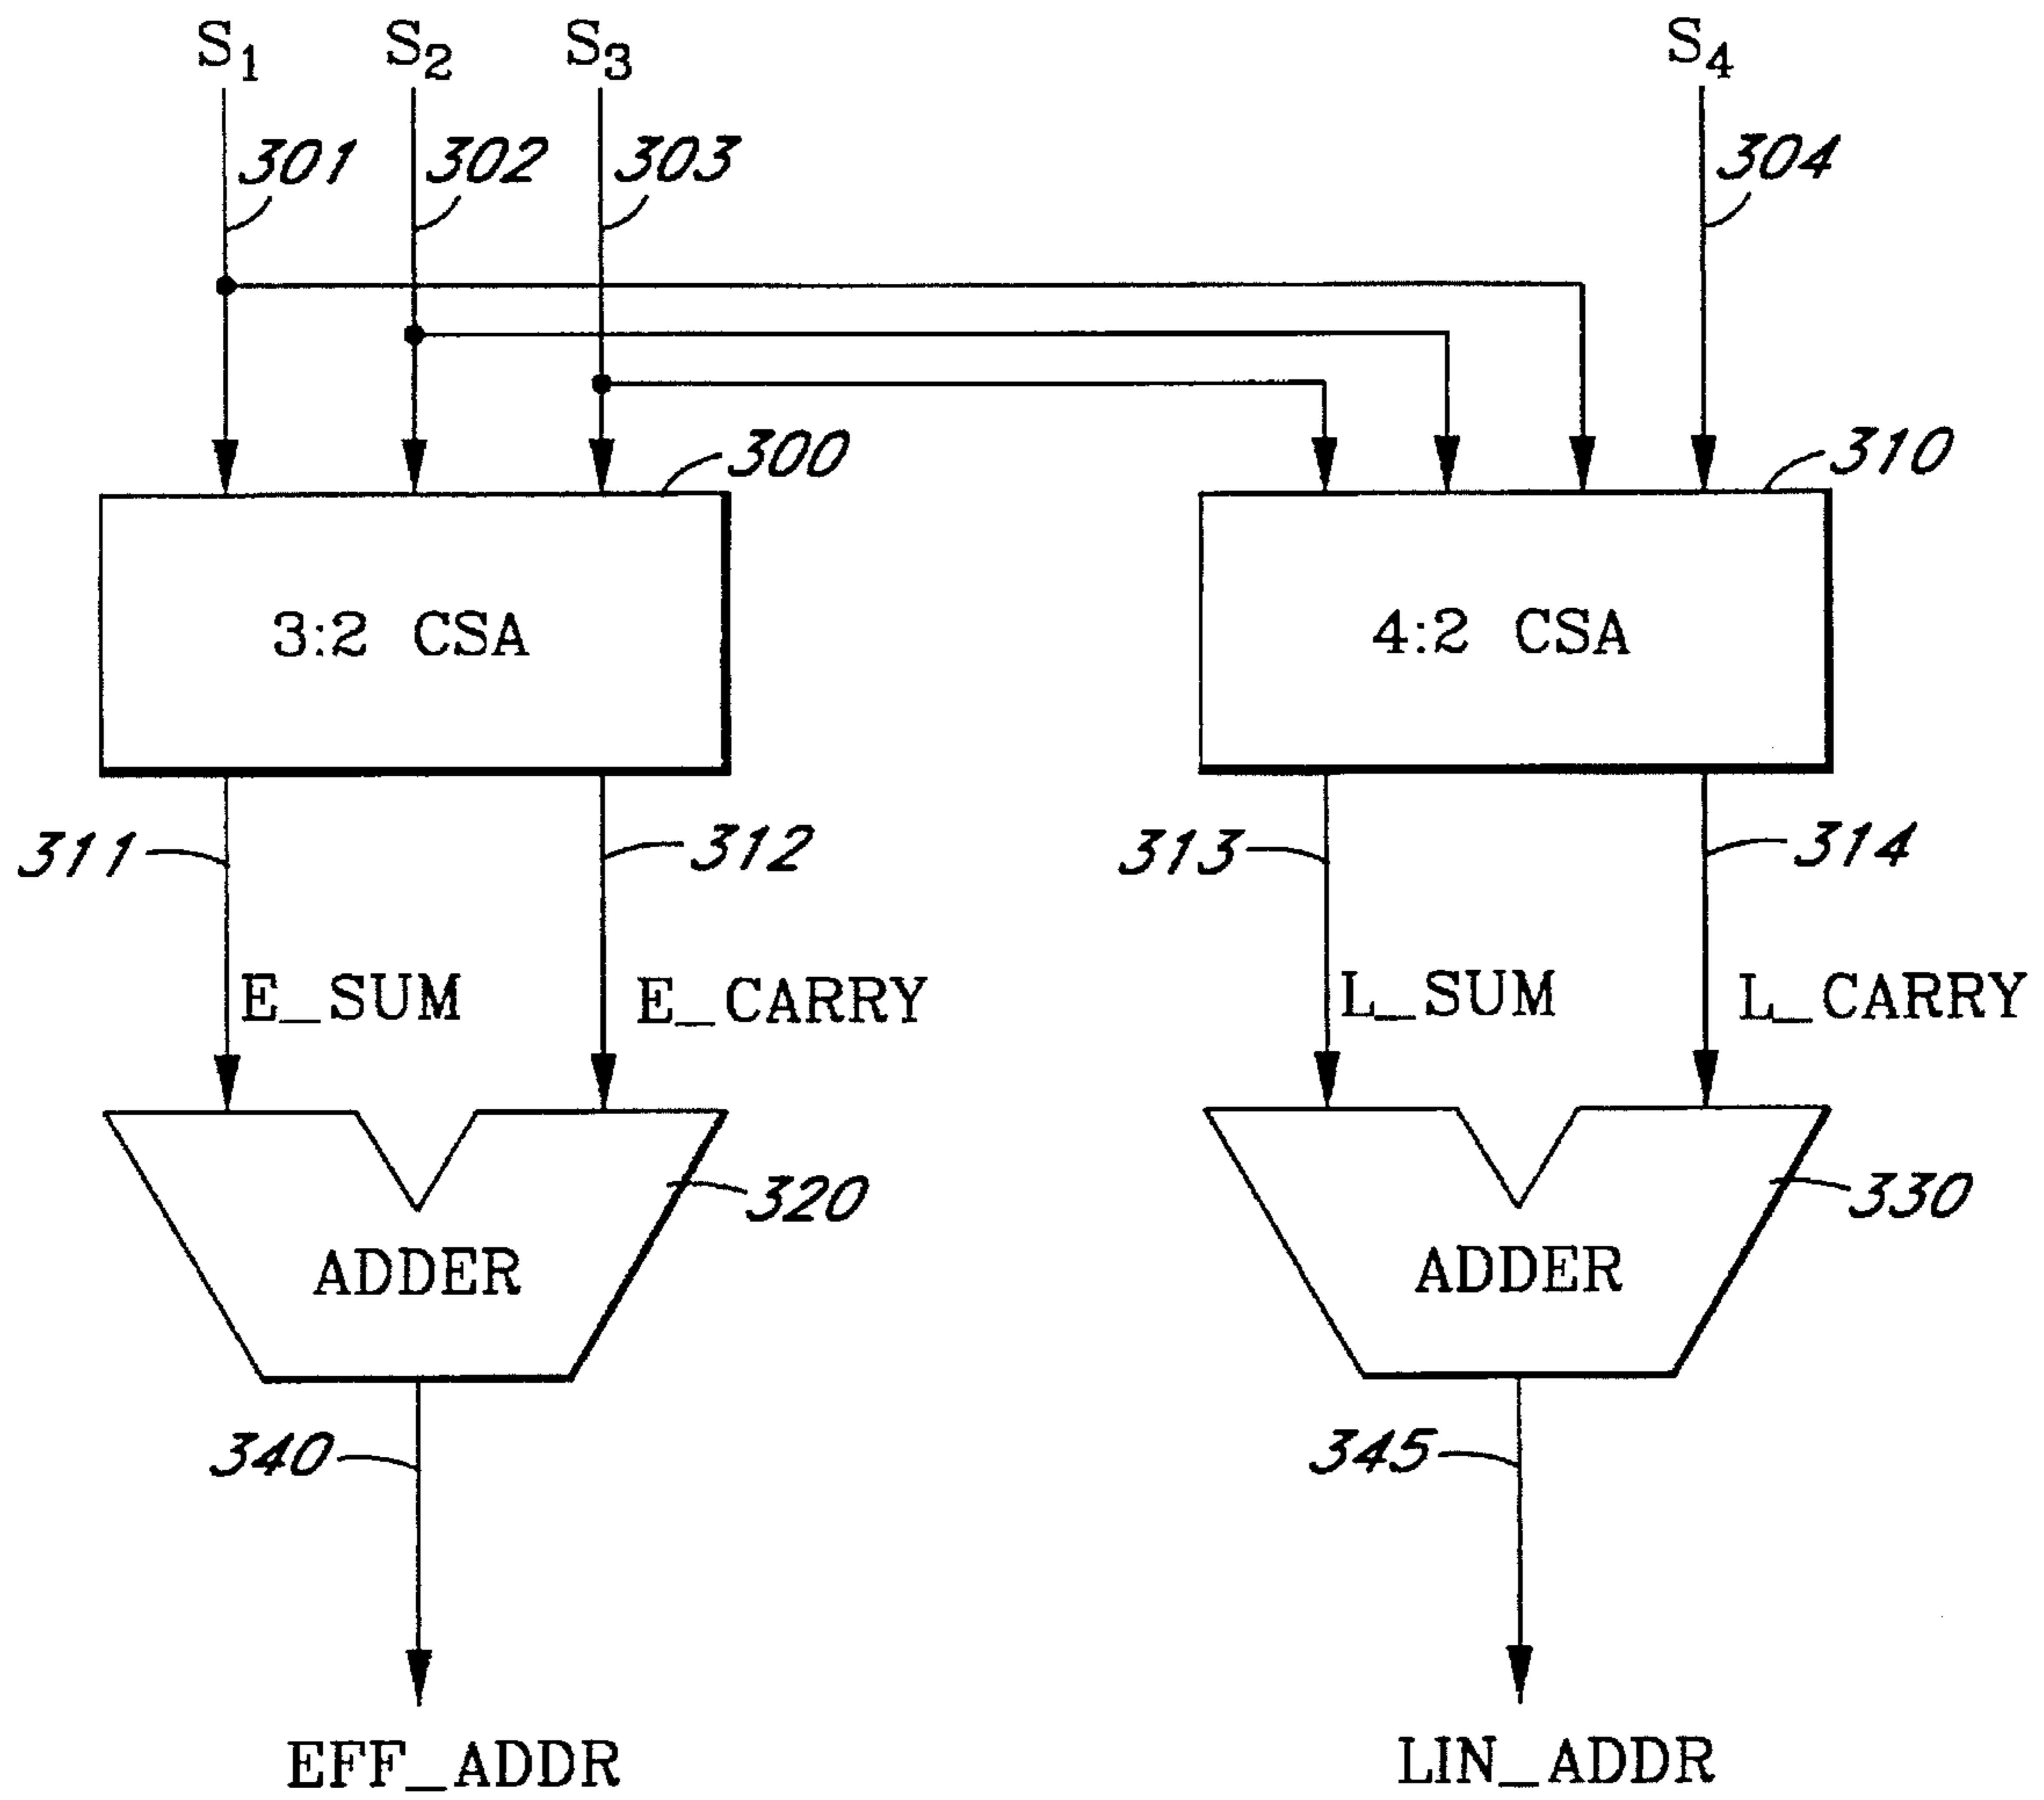 S1 S2 S3 S4
301 302 303 304
300 310
3:2 CSA 4:2 CSA
311 312 313 314
E_SUM E_CARRY L_SUM L_CARRY
320 330
ADDER ADDER
340 345
EFF_ADDR LIN_ADDR